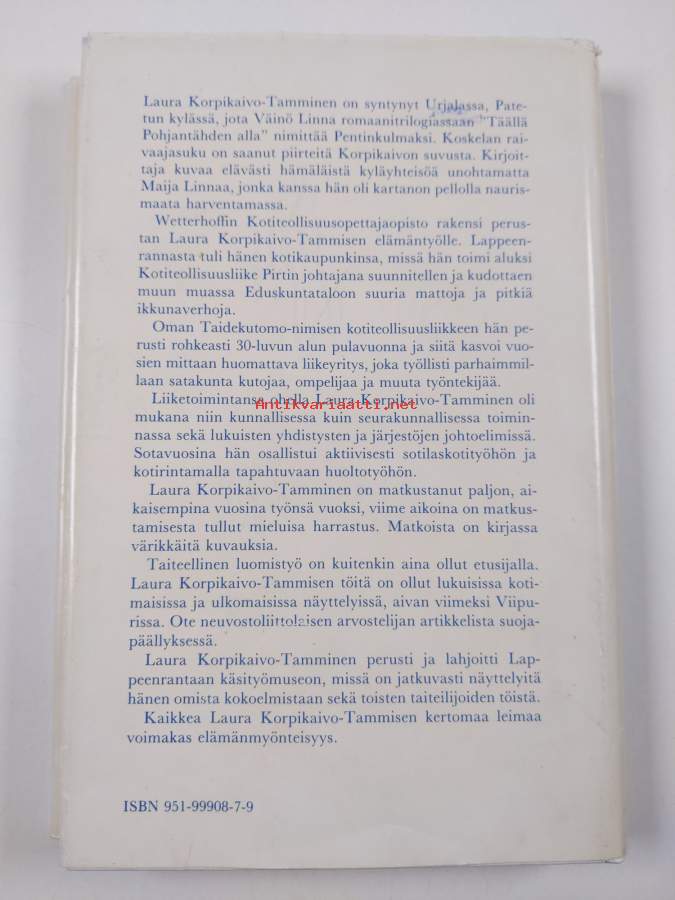 Laura Korpikaivo-Tamminen on syntynyt Urjalassa, Pate-
tun kylässä, jota Väinö Linna romaanitrilogiassaan "Täällä
Pohjantähden alla" nimittää Pentinkulmaksi. Koskelan rai-
vaajasuku on saanut piirteitä Korpikaivon suvusta. Kirjoit-
taja kuvaa elävästi hämäläistä kyläyhteisöä unohtamatta
Maija Linnaa, jonka kanssa hän oli kartanon pellolla nauris-
maata harventamassa.
Wetterhoffin Kotiteollisuusopettajaopisto rakensi perus-
tan Laura Korpikaivo-Tammisen elämäntyölle. Lappeen-
rannasta tuli hänen kotikaupunkinsa, missä hän toimi aluksi
Kotiteollisuusliike Pirtin johtajana suunnitellen ja kudottaen
muun muassa Eduskuntataloon suuria mattoja ja pitkiä
ikkunaverhoja.
Oman Taidekutomo-nimisen kotiteollisuusliikkeen hän pe-
rusti rohkeasti 30-luvun alun pulavuonna ja siitä kasvoi vuo-
sien mittaan huomattava liikeyritys, joka työllisti parhaimmil-
laan satakunta kutojaa, ompelijaa ja muuta työntekijää.
Liiketoimintansa ohella Laura Korpikaivo-Tamminen oli
Antikvariaatti.net
mukana niin kunnallisessa kuin seurakunnallisessa toimin-
nassa sekä lukuisten yhdistysten ja järjestöjen johtoelimissä.
Sotavuosina hän osallistui aktiivisesti sotilaskotityöhön ja
kotirintamalla tapahtuvaan huoltotyöhön.
Laura Korpikaivo-Tamminen on matkustanut paljon, ai-
kaisempina vuosina työnsä vuoksi, viime aikoina on matkus-
tamisesta tullut mieluisa harrastus. Matkoista on kirjassa
värikkäitä kuvauksia.
Taiteellinen luomistyö on kuitenkin aina ollut etusijalla.
Laura Korpikaivo-Tammisen töitä on ollut lukuisissa koti-
maisissa ja ulkomaisissa näyttelyissä, aivan viimeksi Viipu-
rissa. Ote neuvostoliittolaisen arvostelijan artikkelista suoja-
päällyksessä.
Laura Korpikaivo-Tamminen perusti ja lahjoitti Lap-
peenrantaan käsityömuseon, missä on jatkuvasti näyttelyitä
hänen omista kokoelmistaan sekä toisten taiteilijoiden töistä.
Kaikkea Laura Korpikaivo-Tammisen kertomaa leimaa
voimakas elämänmyönteisyys.
ISBN 951-99908-7-9